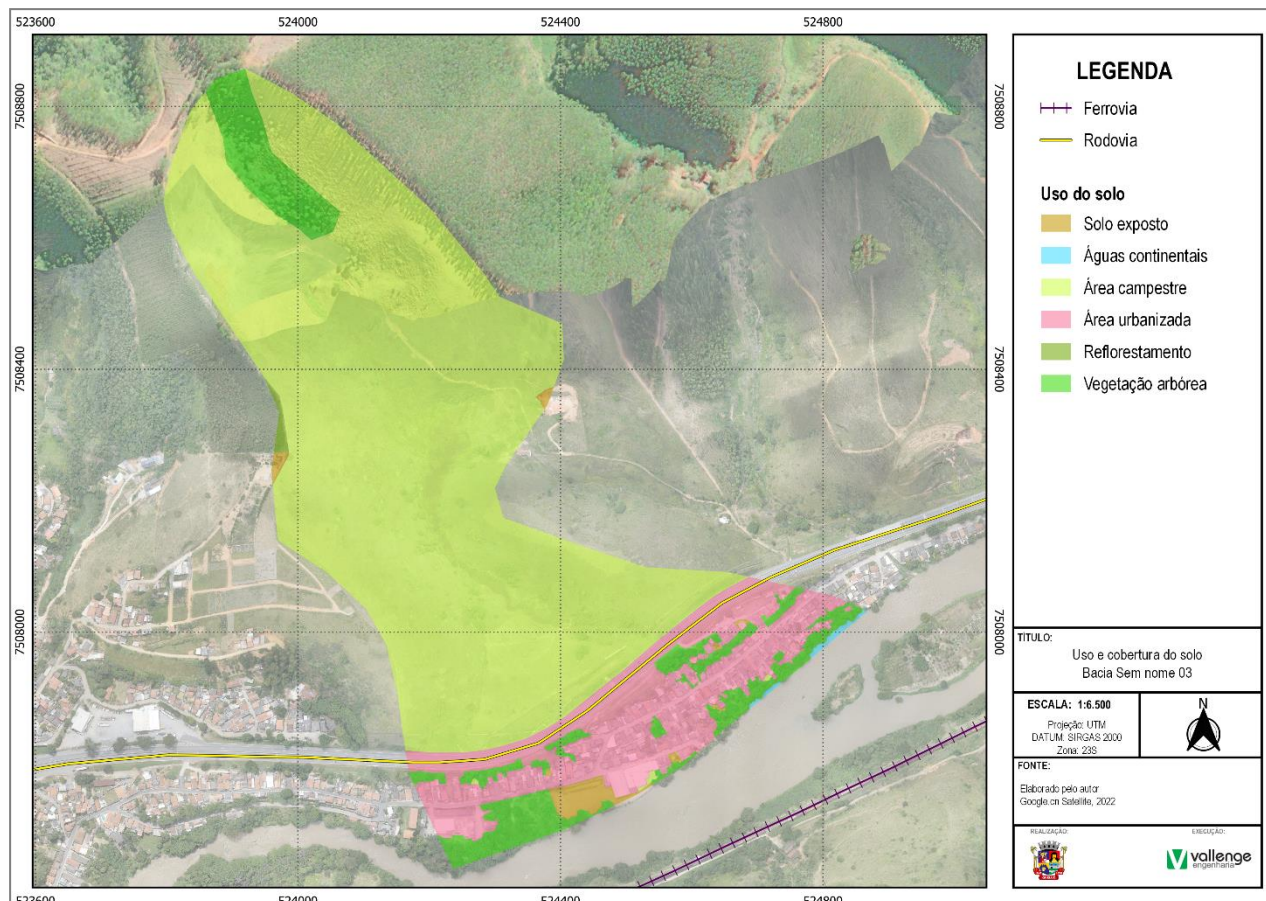 523600
524000
524400
524800
7508800
7508800
7508400
7508400
7508000
7508000
523600
524000
524400
524800
LEGENDA
Ferrovia
Rodovia
Uso do solo
Solo exposto
Águas continentais
Área campestre
Área urbanizada
Reflorestamento
Vegetação arbórea
TÍTULO:
Uso e cobertura do solo
Bacia Sem nome 03
ESCALA: 1:6.500
Projeção: UTM
DATUM: SIRGAS 2000
Zona: 23S
N
FONTE:
Elaborado pelo autor
Google.cn Satellite, 2022
REALIZAÇÃO:
EXECUÇÃO:
vallenge
engenharia